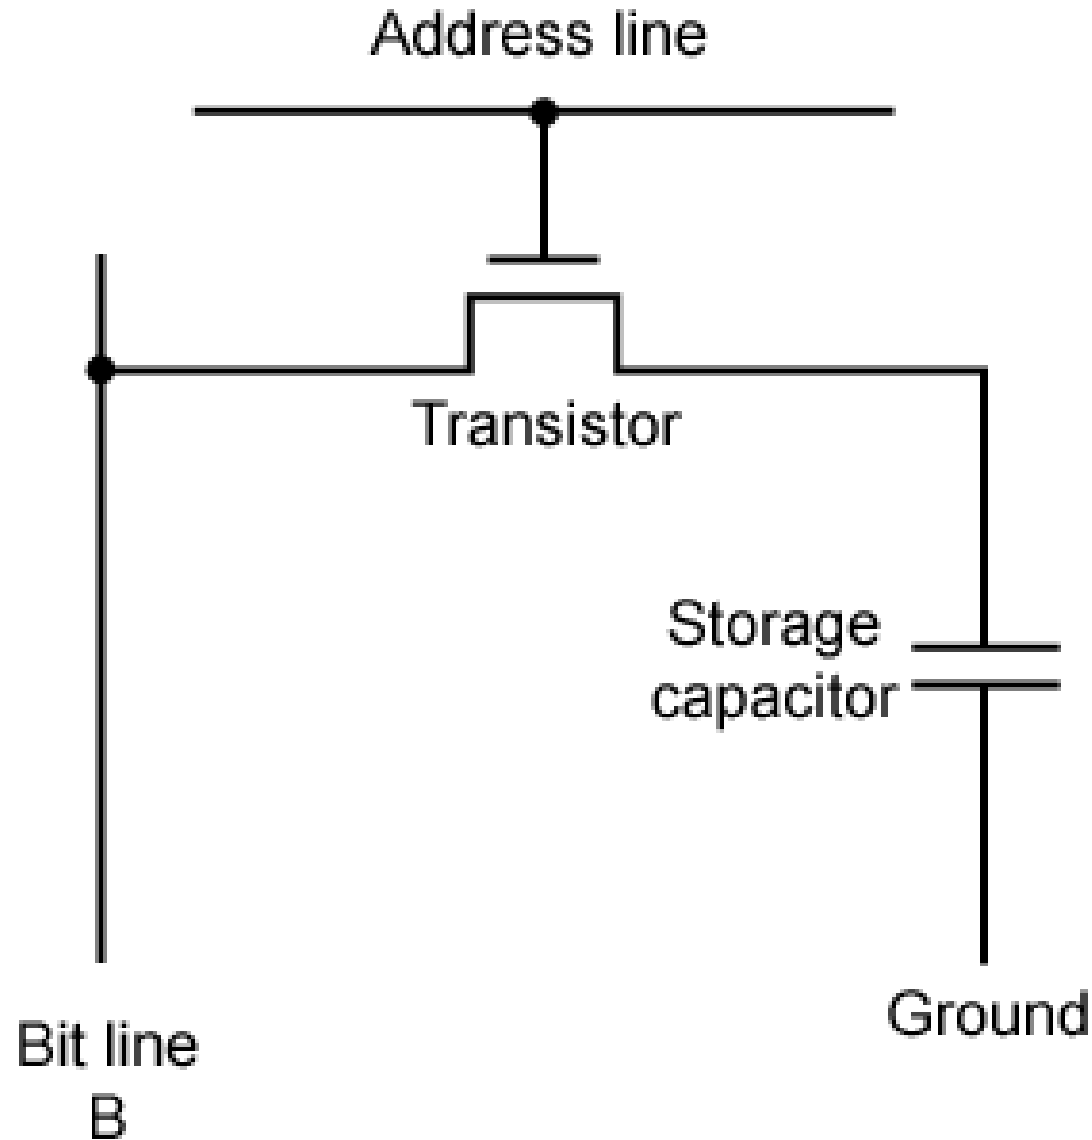 Address line
Transistor
Storage
capacitor
Ground
Bit line
B